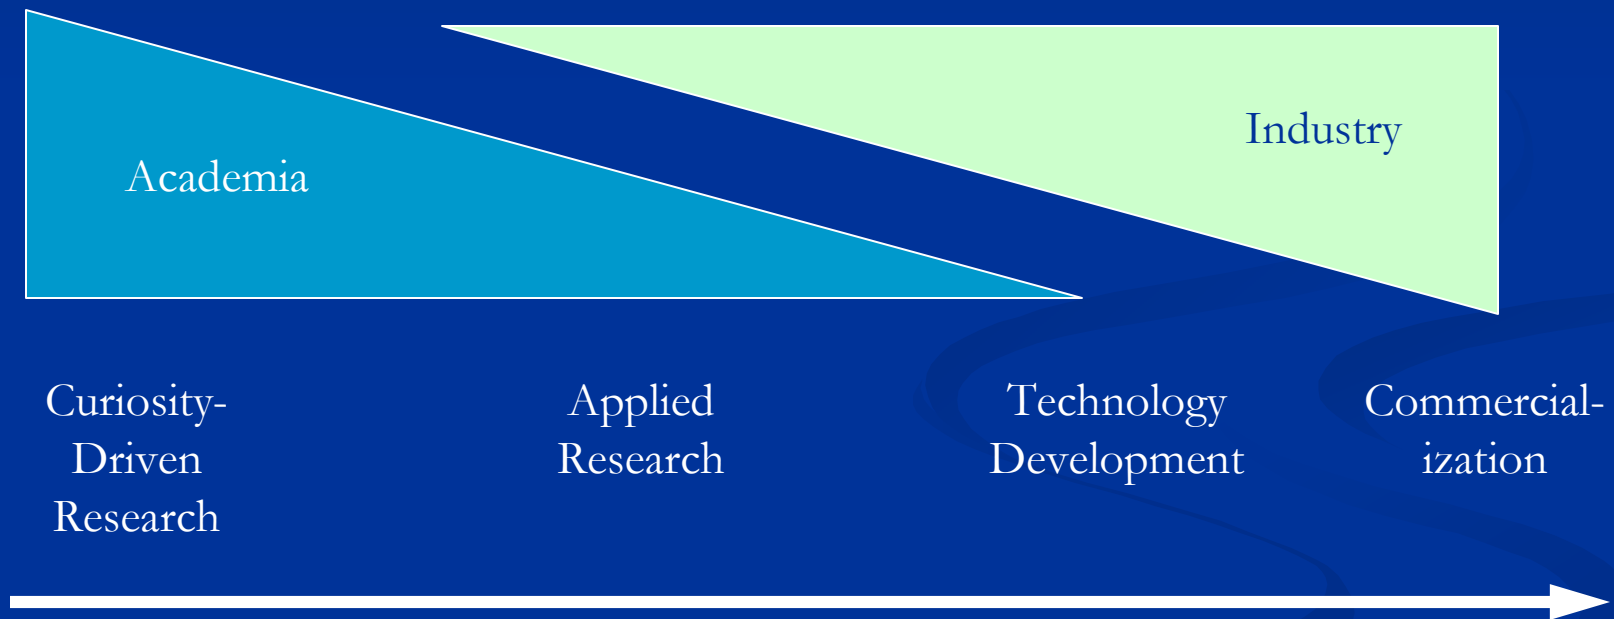 Industry
Academia
Curiosity-
Driven
Research
Applied
Research
Technology
Development
Commercial-
ization